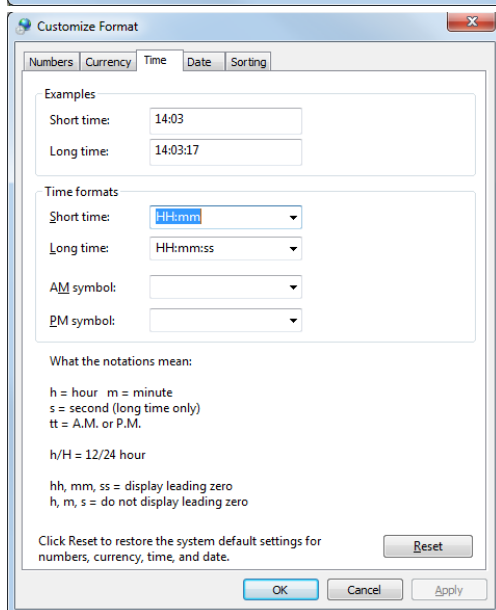 Customize Format
Numbers Currency Time Date Sorting
Examples
Short time: 14:03
Long time: 14:03:17
Time formats
Short time: HH:mm
Long time: HH:mm:ss
AM symbol:
PM symbol:
What the notations mean:
h = hour m = minute
s = second (long time only)
tt = A.M. or P.M.
h/H = 12/24 hour
hh, mm, ss = display leading zero
h, m, s = do not display leading zero
Click Reset to restore the system default settings for
numbers, currency, time, and date.
Reset
OK Cancel Apply